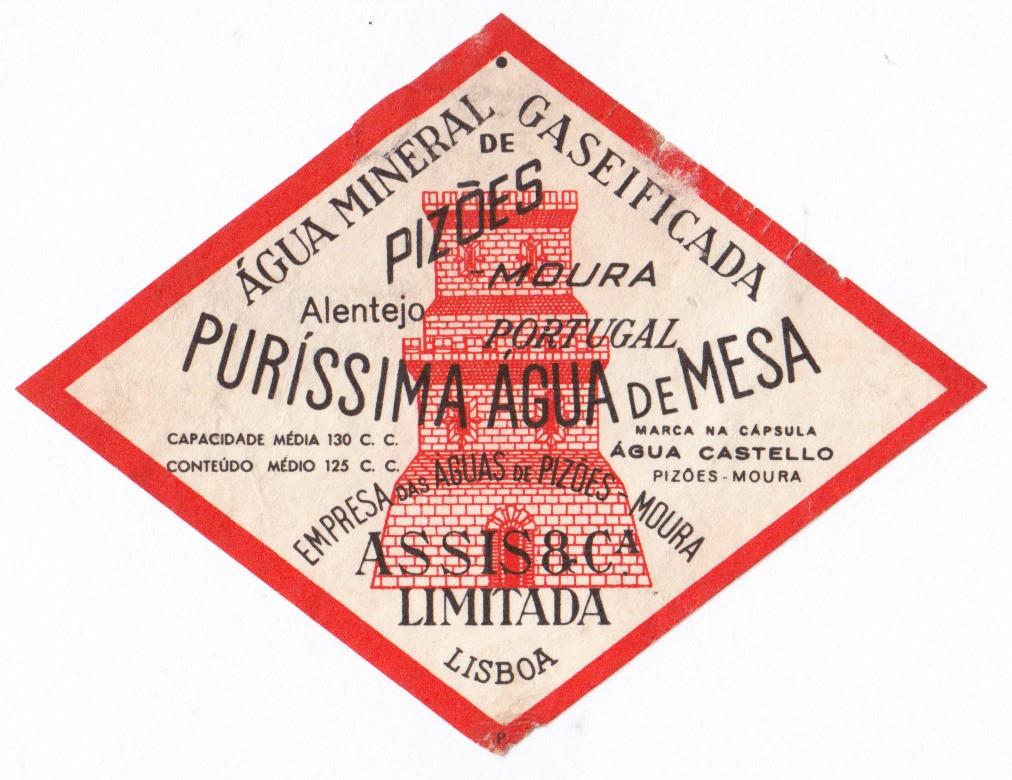 ÁGUA MINERAL GASEIFICADA
DE
PIZÕES
-MOURA
Alentejo
PORTUGAL
PURÍSSIMA ÁGUA DE MESA
CAPACIDADE MÉDIA 130 C. C.
CONTEÚDO MÉDIO 125 C. C.
MARCA NA CÁPSULA
ÁGUA CASTELLO
PIZÕES-MOURA
EMPRESA DAS ÁGUAS DE PIZÕES-MOURA
ASSIS & Cª
LIMITADA
LISBOA
P